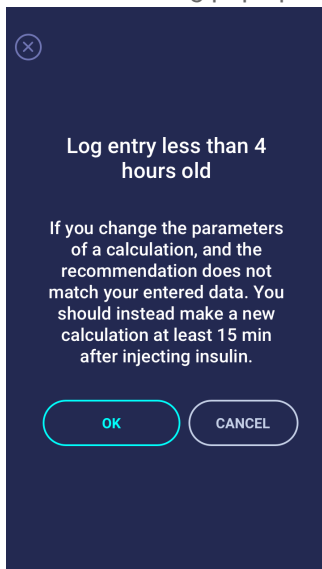 Log entry less than 4
hours old
If you change the parameters
of a calculation, and the
recommendation does not
match your entered data. You
should instead make a new
calculation at least 15 min
after injecting insulin.
OK
CANCEL